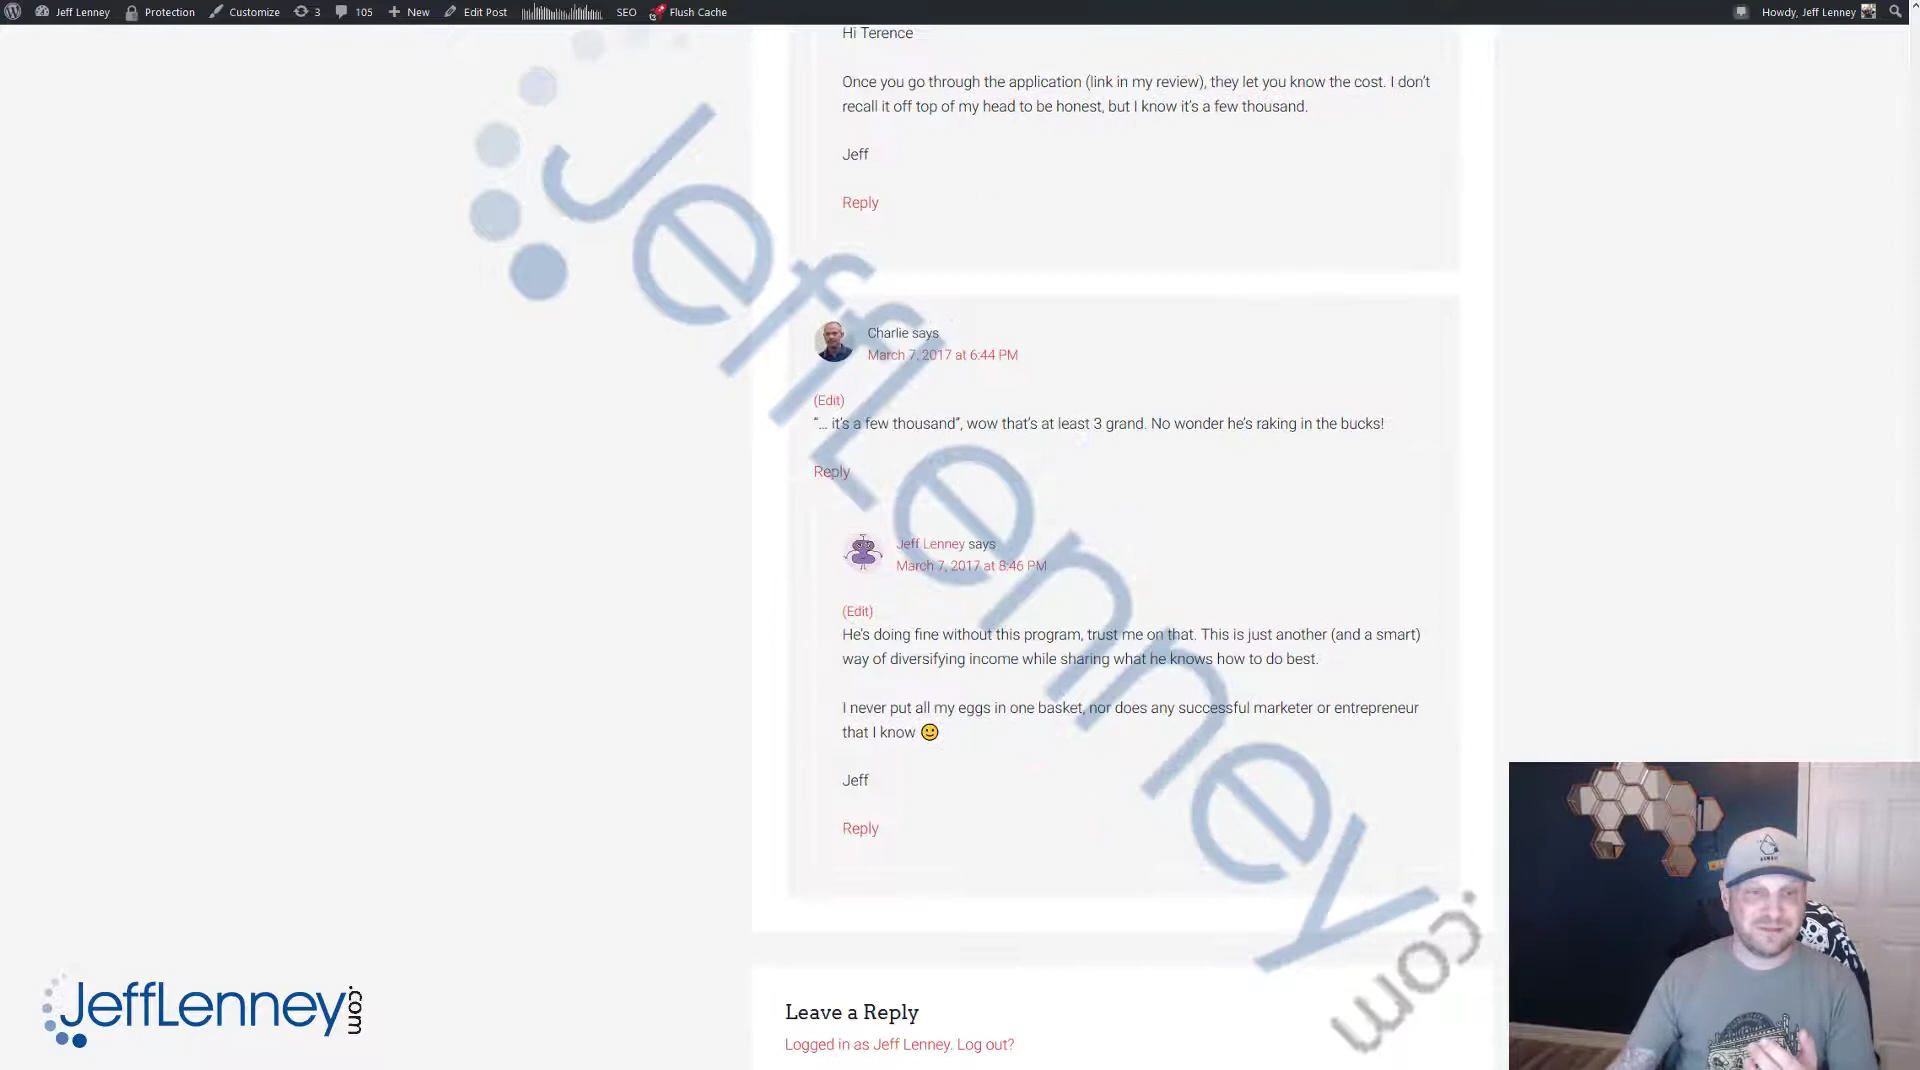 Jeff Lenney
Protection
Customize
3
105
New
Edit Post
SEO
Flush Cache
Howdy, Jeff Lenney
Hi Terence
Once you go through the application (link in my review), they let you know the cost. I don't
recall it off top of my head to be honest, but I know it's a few thousand.
Jeff
Reply
Charlie says
March 7, 2017 at 6:44 PM
(Edit)
"... it's a few thousand", wow that's at least 3 grand. No wonder he's raking in the bucks!
Reply
Jeff Lenney says
March 7, 2017 at 8:46 PM
(Edit)
He's doing fine without this program, trust me on that. This is just another (and a smart)
way of diversifying income while sharing what he knows how to do best.
I never put all my eggs in one basket, nor does any successful marketer or entrepreneur
that I know 🙂
Jeff
Reply
Leave a Reply
Logged in as Jeff Lenney. Log out?
JeffLenney.com
JeffLenney.com